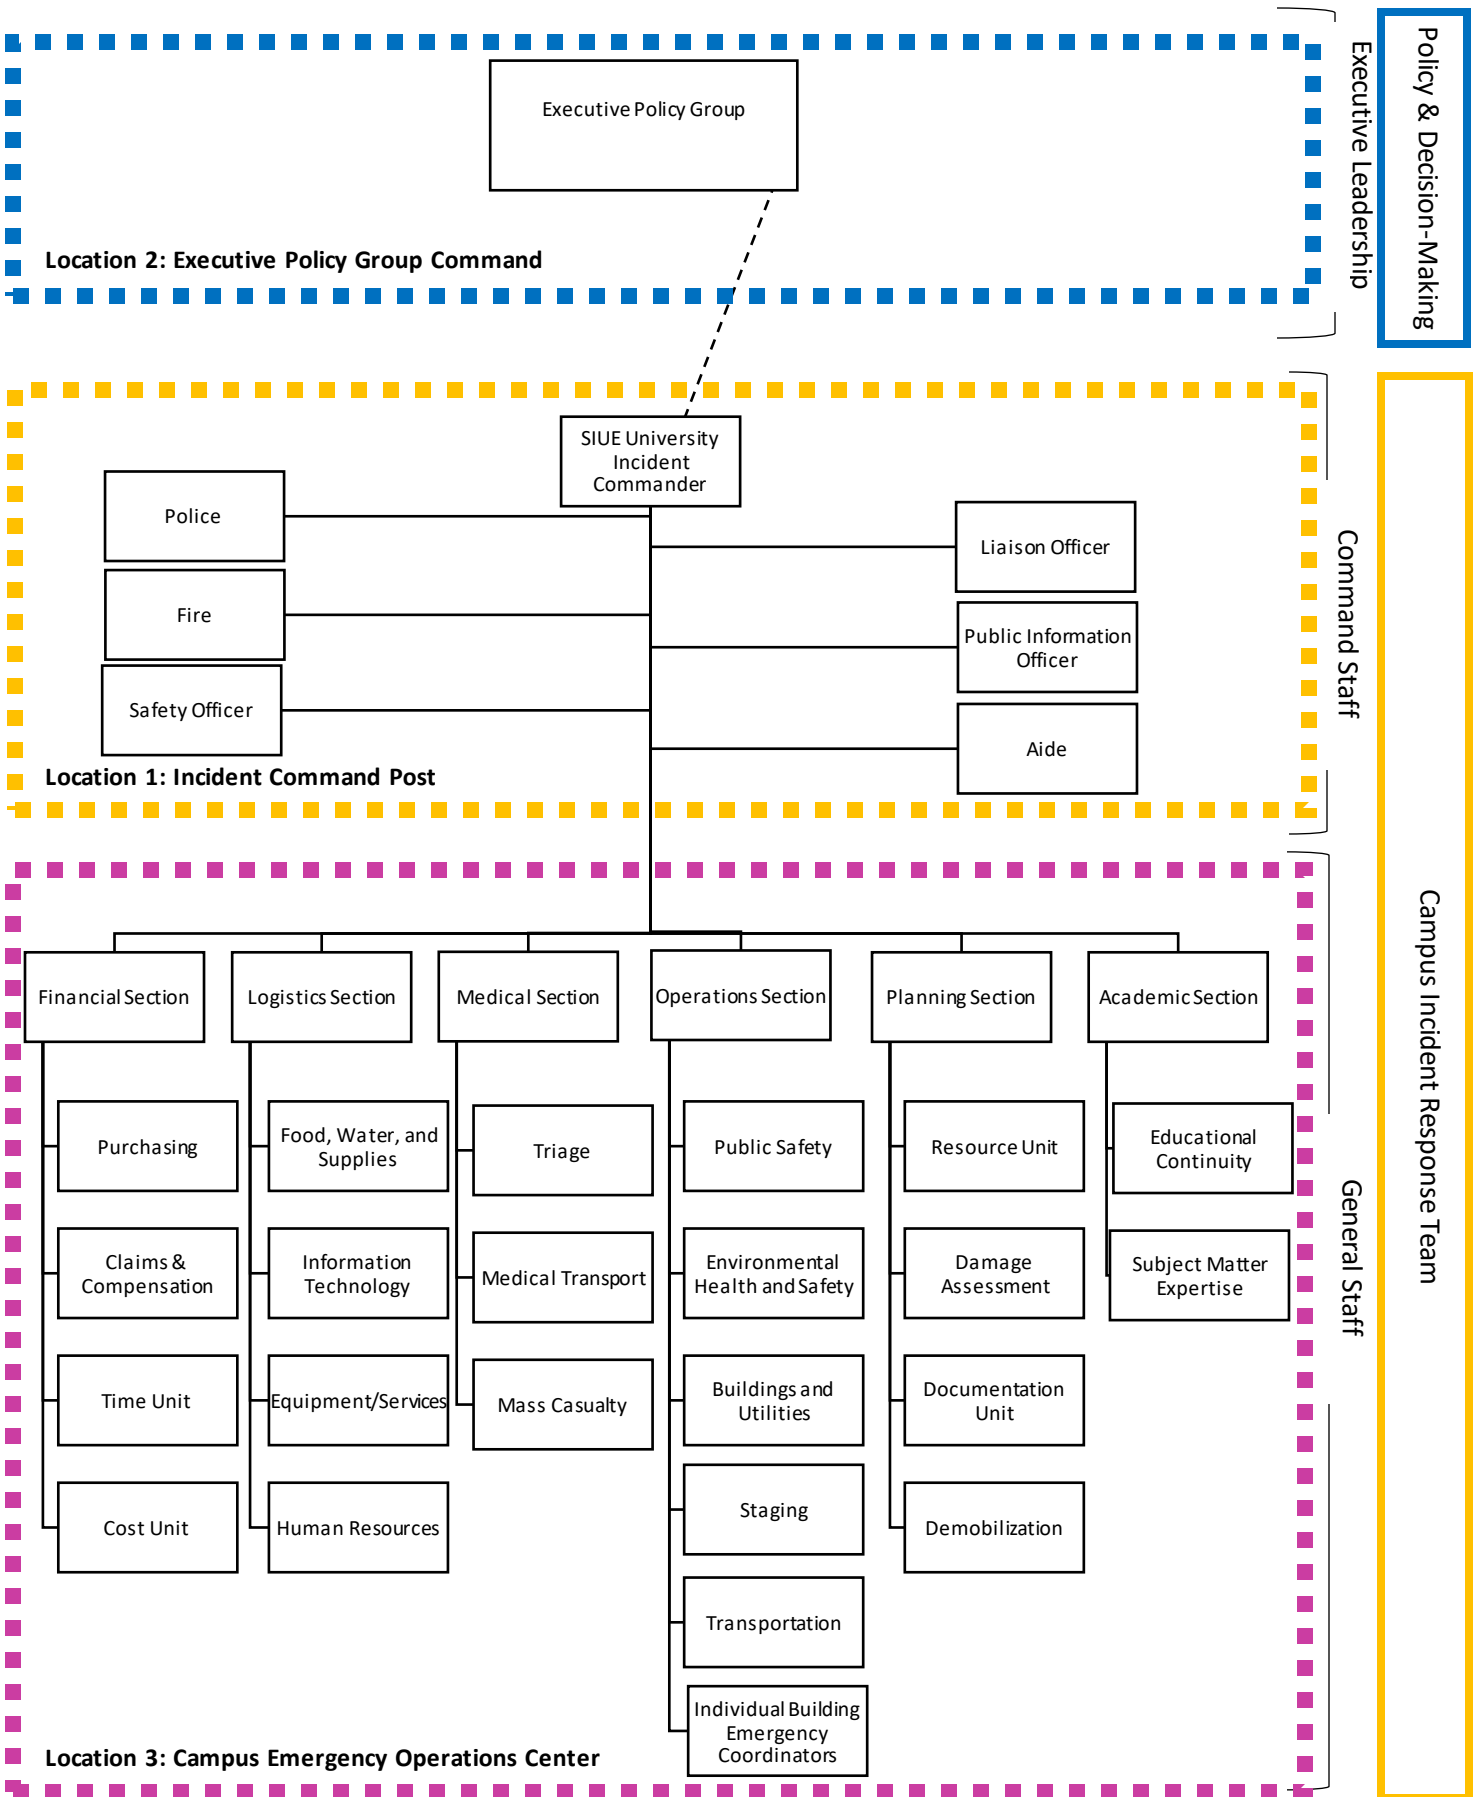 Executive Policy Group
Location 2: Executive Policy Group Command
Executive Leadership
Policy & Decision-Making
SIUE University
Incident
Commander
Police
Fire
Safety Officer
Liaison Officer
Public Information
Officer
Aide
Location 1: Incident Command Post
Command Staff
Campus Incident Response Team
Financial Section
Logistics Section
Medical Section
Operations Section
Planning Section
Academic Section
Purchasing
Claims &
Compensation
Time Unit
Cost Unit
Food, Water, and
Supplies
Information
Technology
Equipment/Services
Human Resources
Triage
Medical Transport
Mass Casualty
Public Safety
Environmental
Health and Safety
Buildings and
Utilities
Staging
Transportation
Individual Building
Emergency
Coordinators
Resource Unit
Damage
Assessment
Documentation
Unit
Demobilization
Educational
Continuity
Subject Matter
Expertise
General Staff
Location 3: Campus Emergency Operations Center